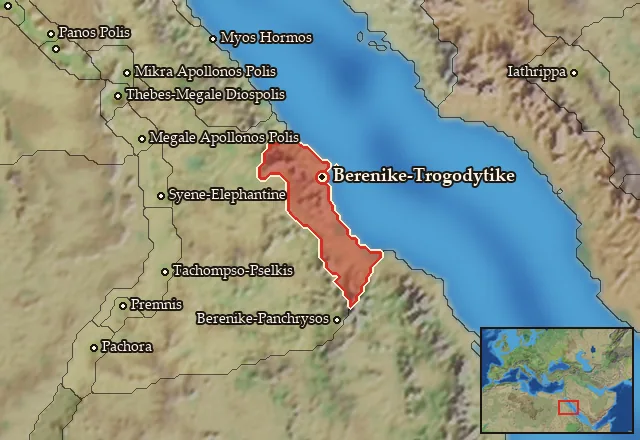 Panos Polis
Myos Hormos
Mikra Apollonos Polis
Iathrippa
Thebes-Megale Diospolis
Megale Apollonos Polis
Berenike-Trogodytike
Syene-Elephantine
Tachompso-Pselkis
Premnis
Berenike-Panchrysos
Pachora